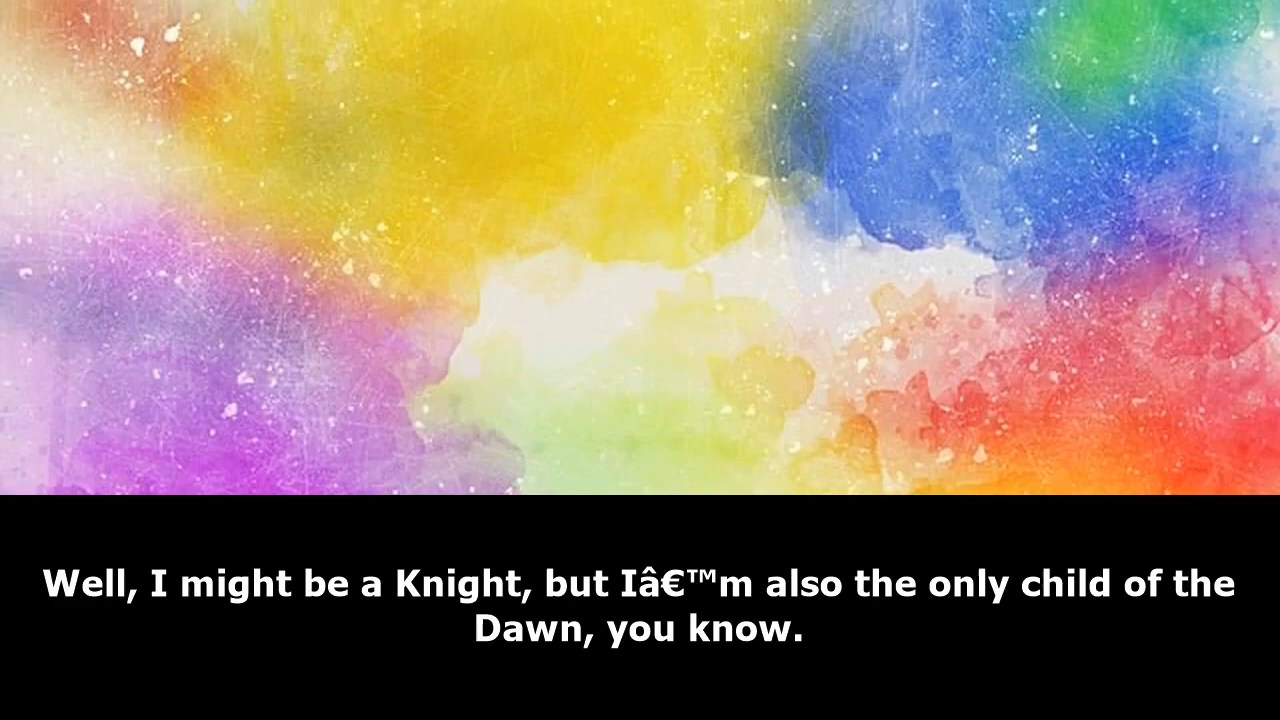 Well, I might be a Knight, but Iâ€™m also the only child of the
Dawn, you know.